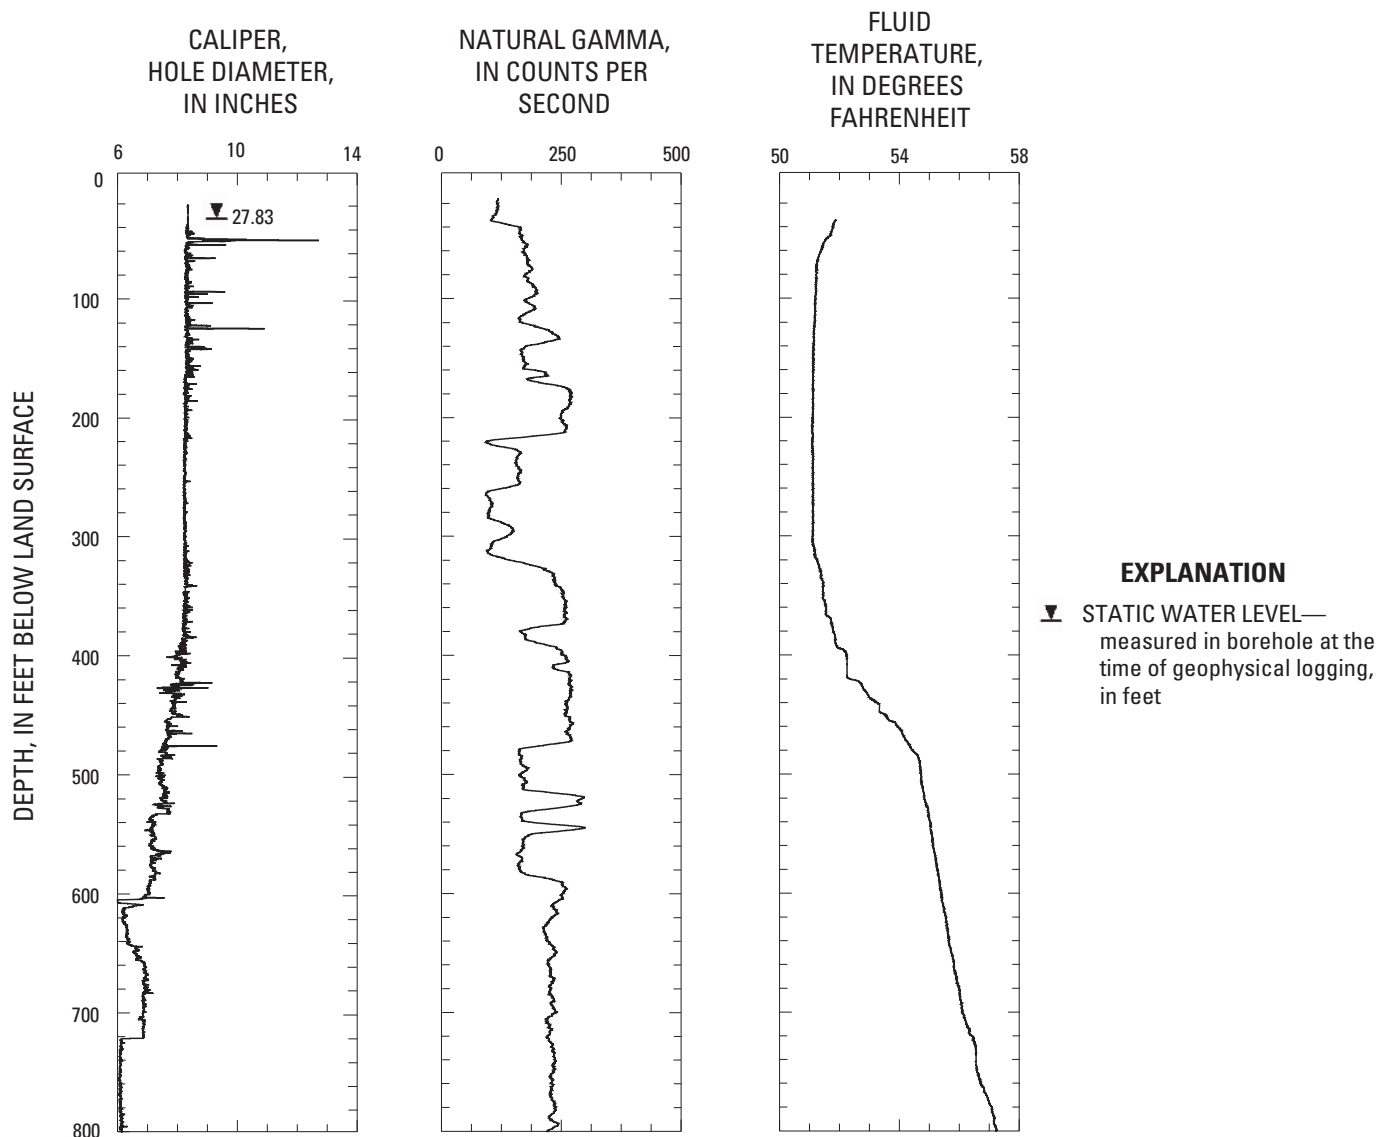 CALIPER,
HOLE DIAMETER,
IN INCHES
NATURAL GAMMA,
IN COUNTS PER
SECOND
FLUID
TEMPERATURE,
IN DEGREES
FAHRENHEIT
6 10 14
0 250 500
50 54 58
DEPTH, IN FEET BELOW LAND SURFACE
0
27.83
100
200
300
400
500
600
700
800
EXPLANATION
STATIC WATER LEVEL—
measured in borehole at the
time of geophysical logging,
in feet